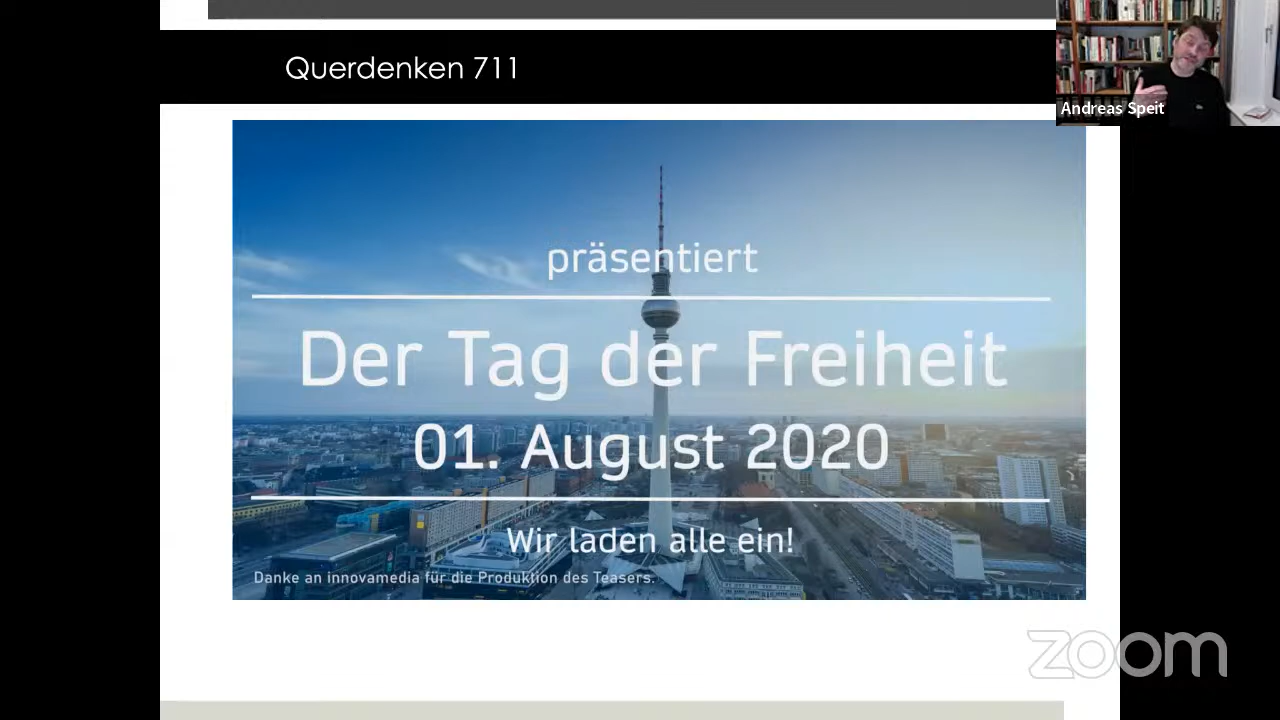 Querdenken 711
Andreas Speit
präsentiert
Der Tag der Freiheit
01. August 2020
Wir laden alle ein!
Danke an innovamedia für die Produktion des Teasers.
zoom